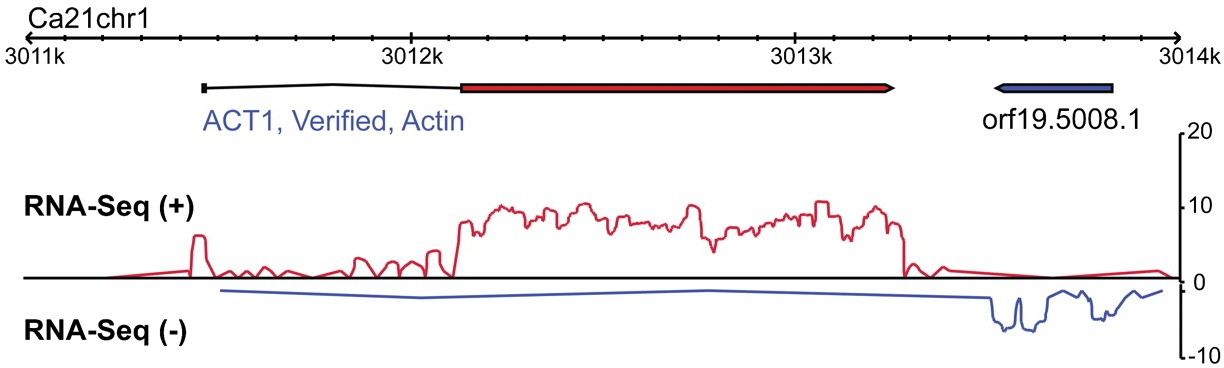 Ca21chr1
3011k 3012k 3013k 3014k
ACT1, Verified, Actin
orf19.5008.1
20
RNA-Seq (+)
10
0
RNA-Seq (-)
-10